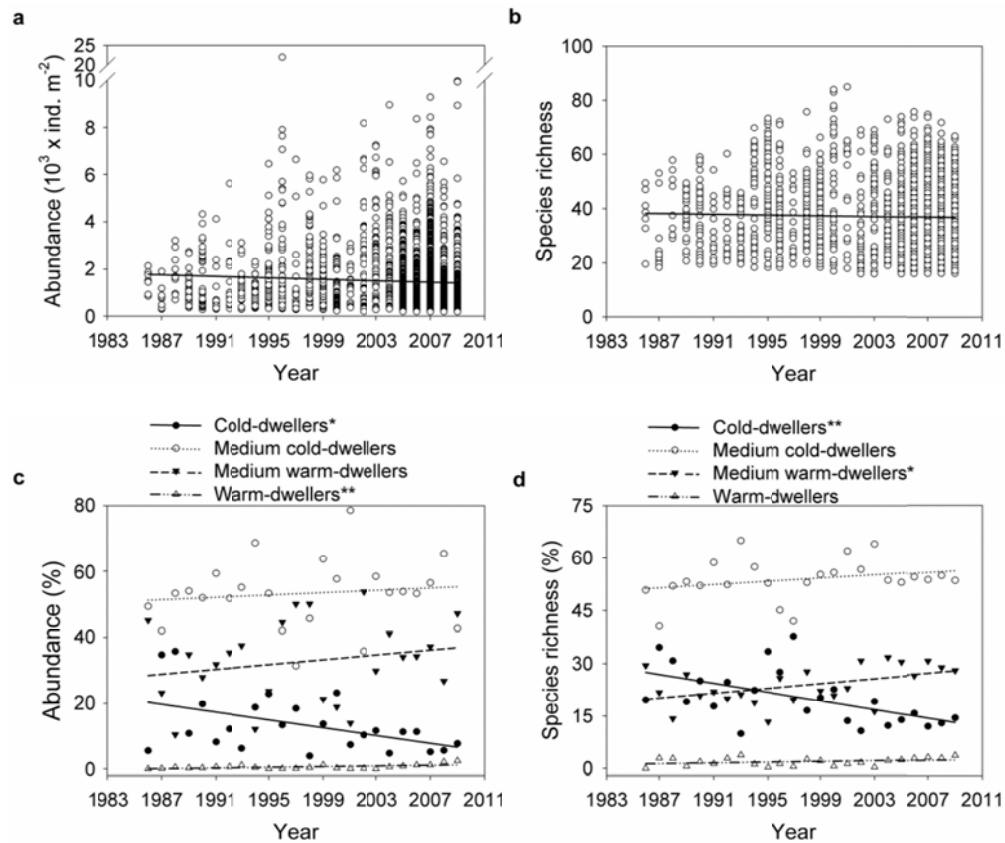 a
25
20
10
8
6
4
2
0
Abundance (10³ x ind. m⁻²)
1983 1987 1991 1995 1999 2003 2007 2011
Year
b
100
80
60
40
20
0
Species richness
1983 1987 1991 1995 1999 2003 2007 2011
Year
Cold-dwellers*
Medium cold-dwellers
Medium warm-dwellers
Warm-dwellers**
c
80
60
40
20
0
Abundance (%)
1983 1987 1991 1995 1999 2003 2007 2011
Year
Cold-dwellers**
Medium cold-dwellers
Medium warm-dwellers*
Warm-dwellers
d
75
60
45
30
15
0
Species richness (%)
1983 1987 1991 1995 1999 2003 2007 2011
Year